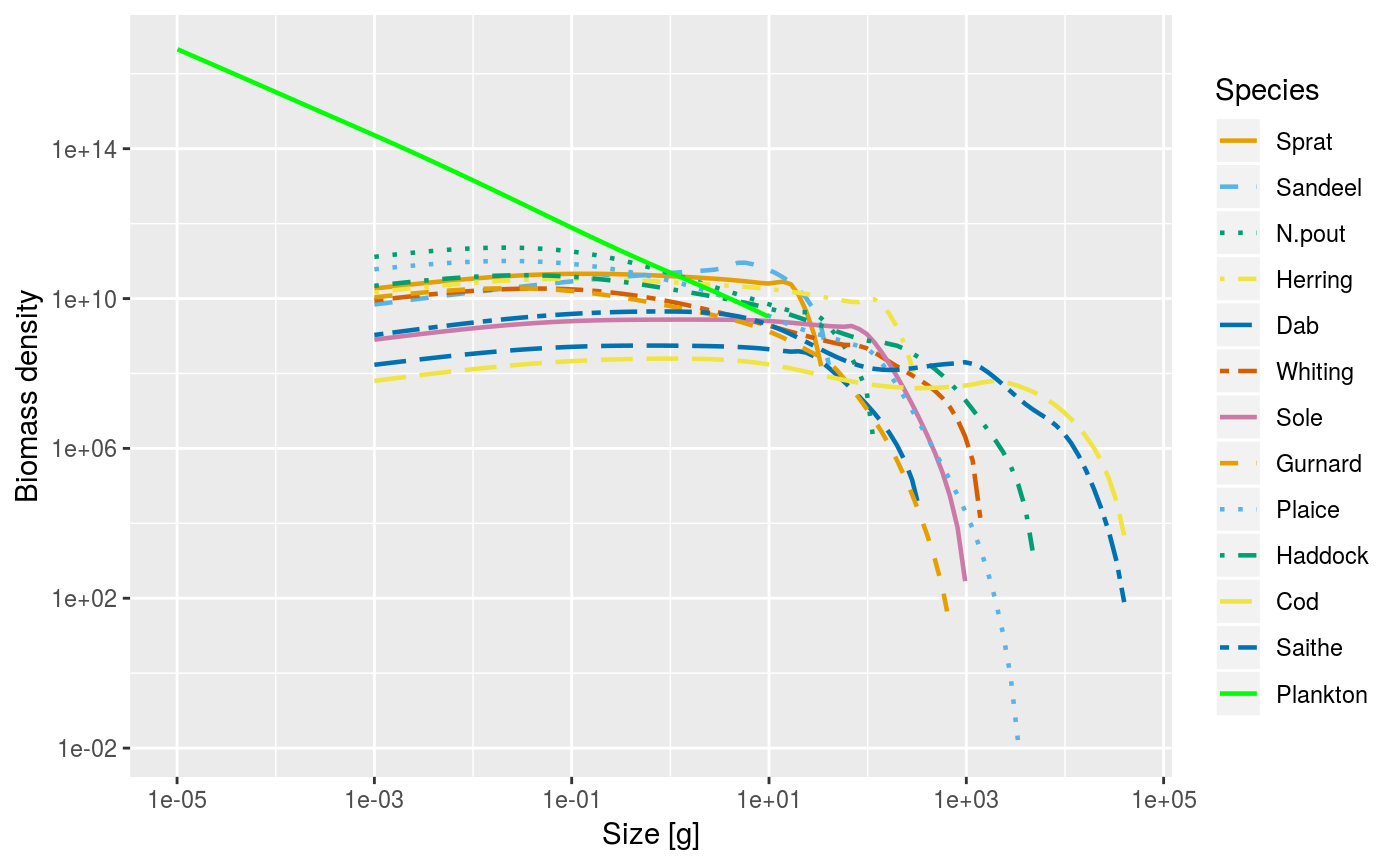 Biomass density
1e+14
1e+10
1e+06
1e+02
1e-02
1e-05
1e-03
1e-01
1e+01
1e+03
1e+05
Size [g]
Species
Sprat
Sandeel
N.pout
Herring
Dab
Whiting
Sole
Gurnard
Plaice
Haddock
Cod
Saithe
Plankton